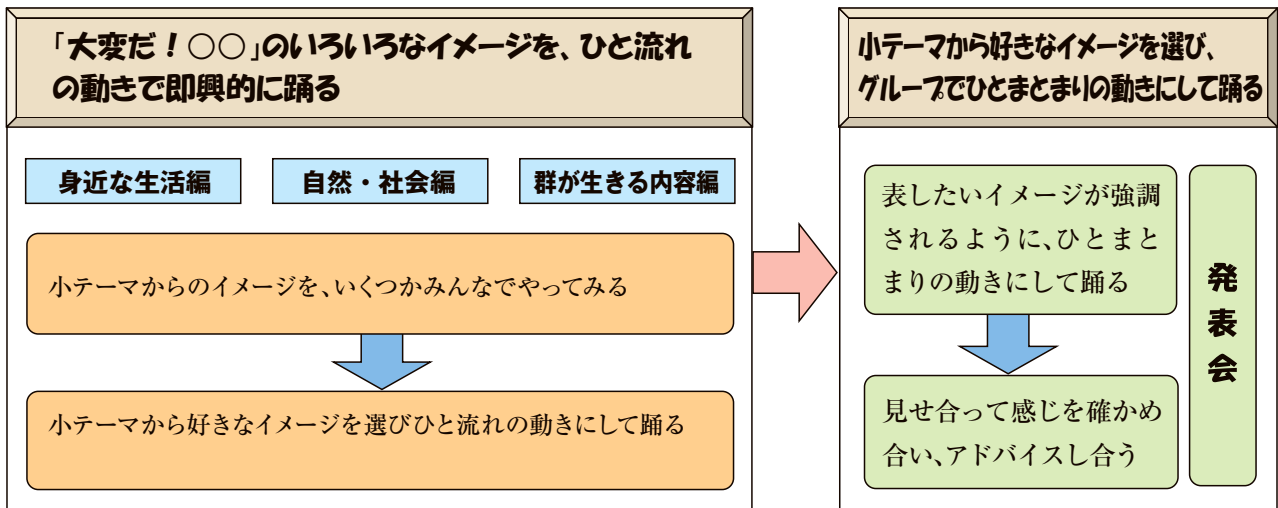 「大変だ！○○」のいろいろなイメージを、ひと流れ
の動きで即興的に踊る
身近な生活編
自然・社会編
群が生きる内容編
小テーマからのイメージを、いくつかみんなでやってみる
小テーマから好きなイメージを選びひと流れの動きにして踊る
小テーマから好きなイメージを選び、
グループでひとまとまりの動きにして踊る
表したいイメージが強調
されるように、ひとまと
まりの動きにして踊る
見せ合って感じを確かめ
合い、アドバイスし合う
発表会